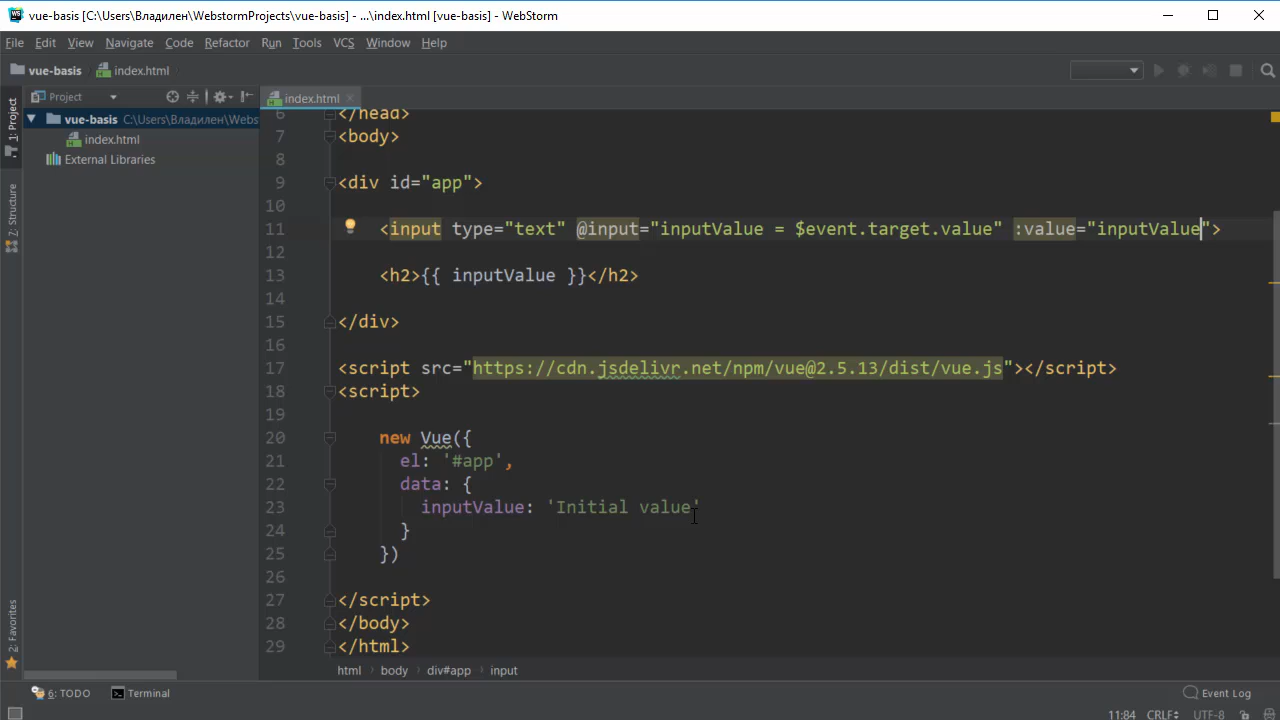 vue-basis [C:\Users\Владилен\WebstormProjects\vue-basis] - ...\index.html [vue-basis] - WebStorm
File Edit View Navigate Code Refactor Run Tools VCS Window Help
vue-basis index.html
Project
index.html
1: Project
2: Favorites
Z: Structure
vue-basis C:\Users\Владилен\Webs
index.html
External Libraries
6 </head>
7 <body>
8
9 <div id="app">
10
11 <input type="text" @input="inputValue = $event.target.value" :value="inputValue">
12
13 <h2>{{ inputValue }}</h2>
14
15 </div>
16
17 <script src="https://cdn.jsdelivr.net/npm/vue@2.5.13/dist/vue.js"></script>
18 <script>
19
20 new Vue({
21 el: '#app',
22 data: {
23 inputValue: 'Initial value'
24 }
25 })
26
27 </script>
28 </body>
29 </html>
html body div#app input
6: TODO Terminal Event Log
11:84 CRLF UTF-8